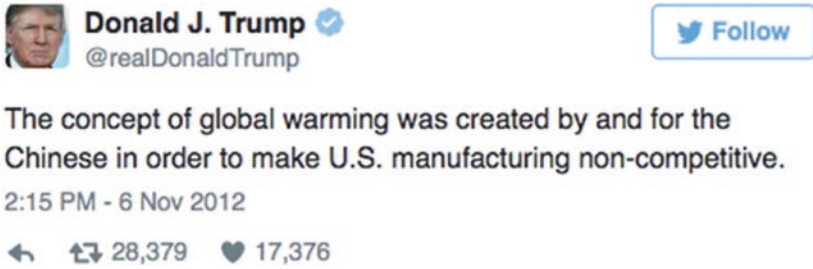 Donald J. Trump
@realDonaldTrump
Follow
The concept of global warming was created by and for the
Chinese in order to make U.S. manufacturing non-competitive.
2:15 PM - 6 Nov 2012
28,379 17,376